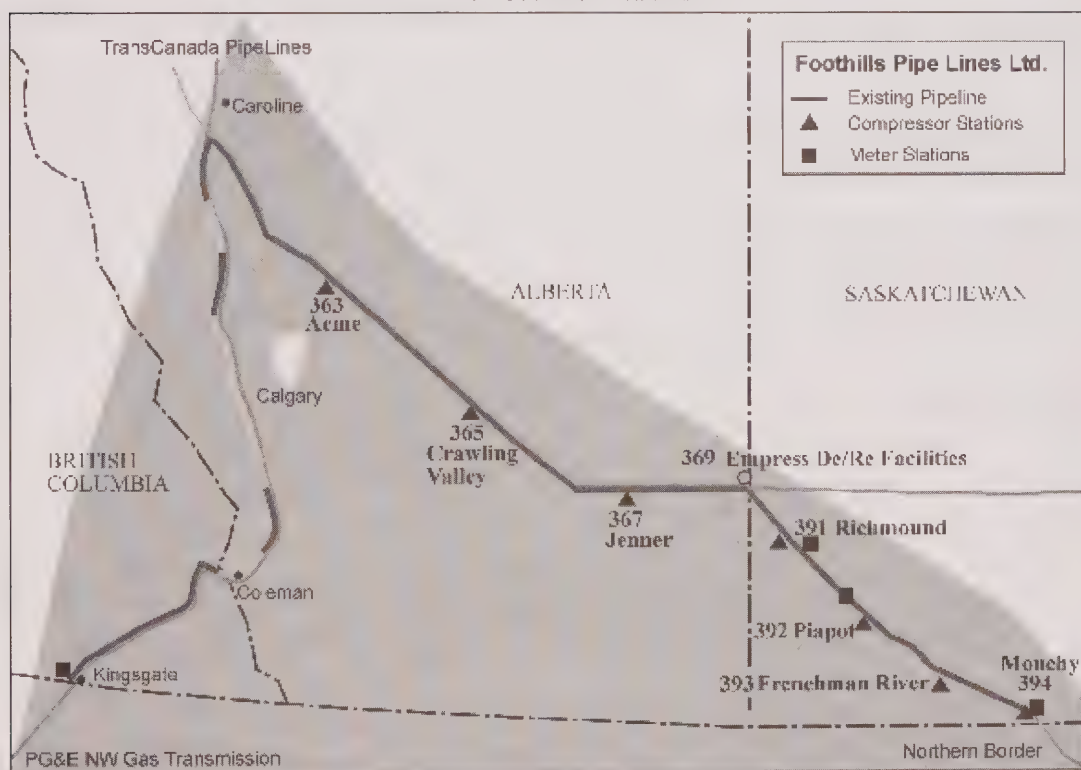 TransCanada PipeLines
Caroline
Foothills Pipe Lines Ltd.
Existing Pipeline
Compressor Stations
Meter Stations
ALBERTA
SASKATCHEWAN
363
Acme
Calgary
365
Crawling
Valley
BRITISH
COLUMBIA
369 Empress De/Re Facilities
367
Jenner
391 Richmound
Coleman
392 Piapot
Kingsgate
393 Frenchman River
Monchy
394
PG&E NW Gas Transmission
Northern Border